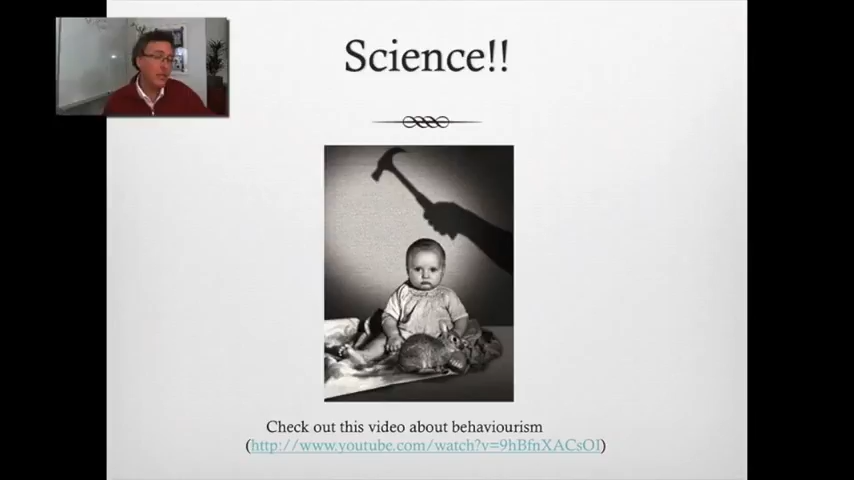 Science!!
Check out this video about behaviourism
(http://www.youtube.com/watch?v=9hBfnXACsOI)